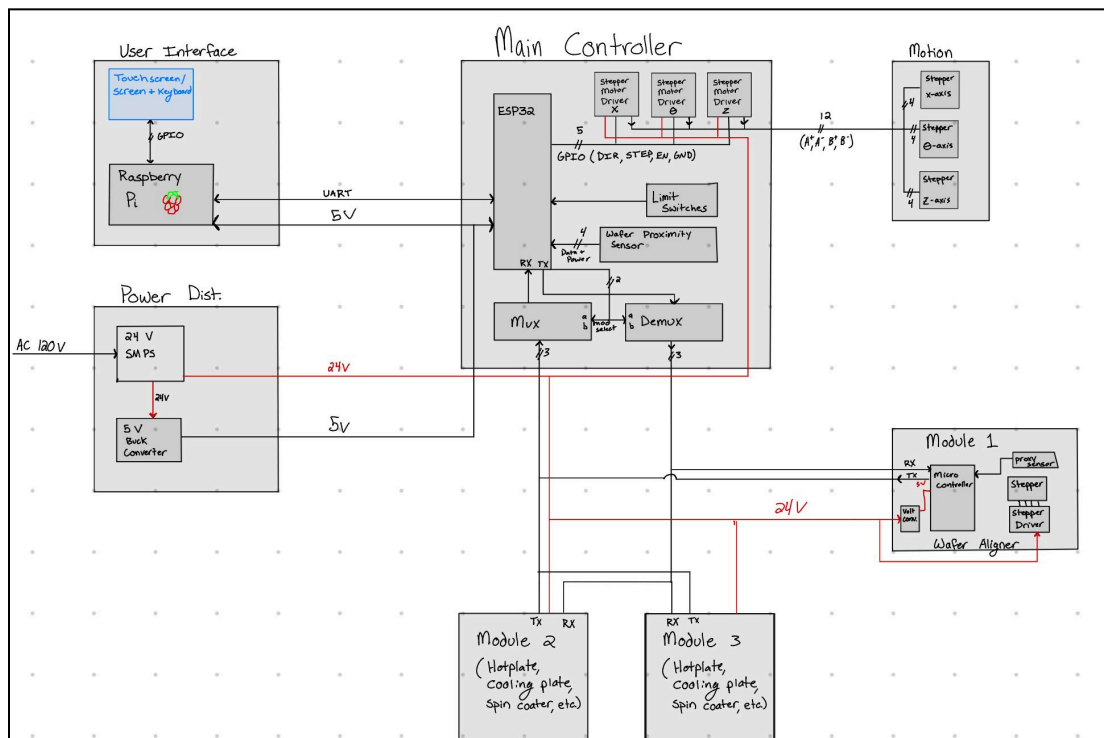 User Interface
Touchscreen/
Screen + Keyboard
GPIO
Raspberry
Pi
UART
5V
Main Controller
ESP32
Stepper
Motor
Driver
X
Stepper
Motor
Driver
θ
Stepper
Motor
Driver
Z
5
GPIO (DIR, STEP, EN, GND)
Limit
Switches
4
Data +
Power
Wafer Proximity
Sensor
RX TX
2
Mux
a
b
mod
select
a
b
Demux
3
3
12
(A+, A-, B+, B-)
Motion
Stepper
X-axis
4
Stepper
θ-axis
4
Stepper
Z-axis
4
Power Dist.
AC 120V
24 V
SMPS
24V
24V
5 V
Buck
Converter
5V
Module 1
RX
TX
5V
Micro
controller
proxy
sensor
Stepper
Stepper
Driver
Volt
conv.
Wafer Aligner
24V
TX RX
Module 2
(Hotplate,
Cooling plate,
Spin coater, etc.)
RX TX
Module 3
(Hotplate,
Cooling plate,
Spin coater, etc.)